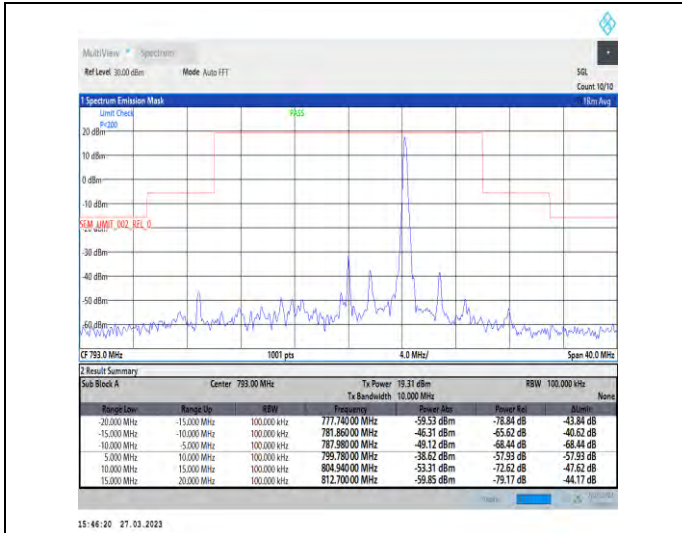 MultiView Spectrum
Ref Level 30.00 dBm Mode Auto FFT SGL
Count 10/10
1 Spectrum Emission Mask 1Rm Avg
Limit Check PASS
P<200
20 dBm
10 dBm
0 dBm
-10 dBm
SEM_LIMIT_002_REL_0
-30 dBm
-40 dBm
-50 dBm
-60 dBm
CF 793.0 MHz 1001 pts 4.0 MHz/ Span 40.0 MHz
2 Result Summary
Sub Block A Center 793.00 MHz Tx Power 19.31 dBm RBW 100.000 kHz
Tx Bandwidth 10.000 MHz None
Range Low Range Up RBW Frequency Power Abs Power Rel ΔLimit
-20.000 MHz -15.000 MHz 100.000 kHz 777.74000 MHz -59.53 dBm -78.84 dB -43.84 dB
-15.000 MHz -10.000 MHz 100.000 kHz 781.86000 MHz -46.31 dBm -65.62 dB -40.62 dB
-10.000 MHz -5.000 MHz 100.000 kHz 787.98000 MHz -49.12 dBm -68.44 dB -68.44 dB
5.000 MHz 10.000 MHz 100.000 kHz 799.78000 MHz -38.62 dBm -57.93 dB -57.93 dB
10.000 MHz 15.000 MHz 100.000 kHz 804.94000 MHz -53.31 dBm -72.62 dB -47.62 dB
15.000 MHz 20.000 MHz 100.000 kHz 812.70000 MHz -59.85 dBm -79.17 dB -44.17 dB
15:46:20 27.03.2023